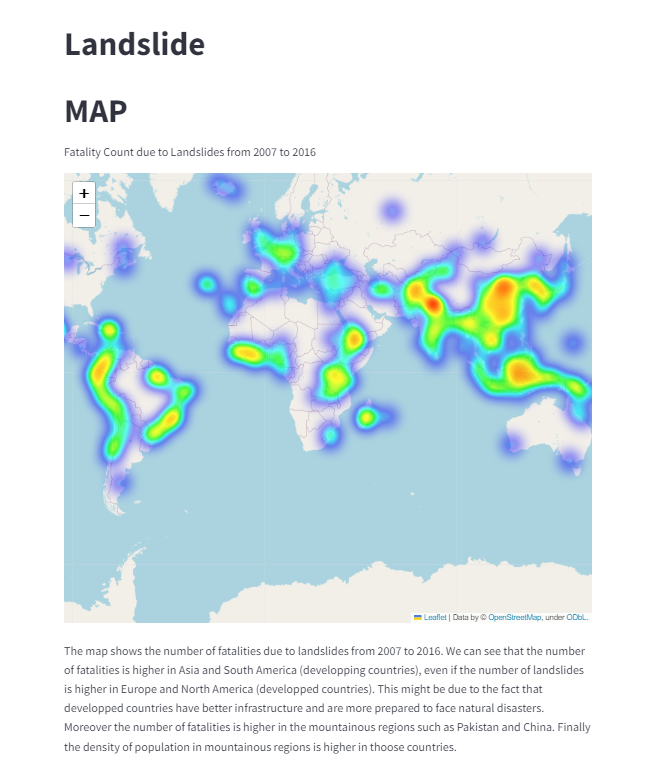 Landslide
MAP
Fatality Count due to Landslides from 2007 to 2016
+
−
Leaflet | Data by © OpenStreetMap, under ODbL.
The map shows the number of fatalities due to landslides from 2007 to 2016. We can see that the number
of fatalities is higher in Asia and South America (developping countries), even if the number of landslides
is higher in Europe and North America (developped countries). This might be due to the fact that
developped countries have better infrastructure and are more prepared to face natural disasters.
Moreover the number of fatalities is higher in the mountainous regions such as Pakistan and China. Finally
the density of population in mountainous regions is higher in thoose countries.